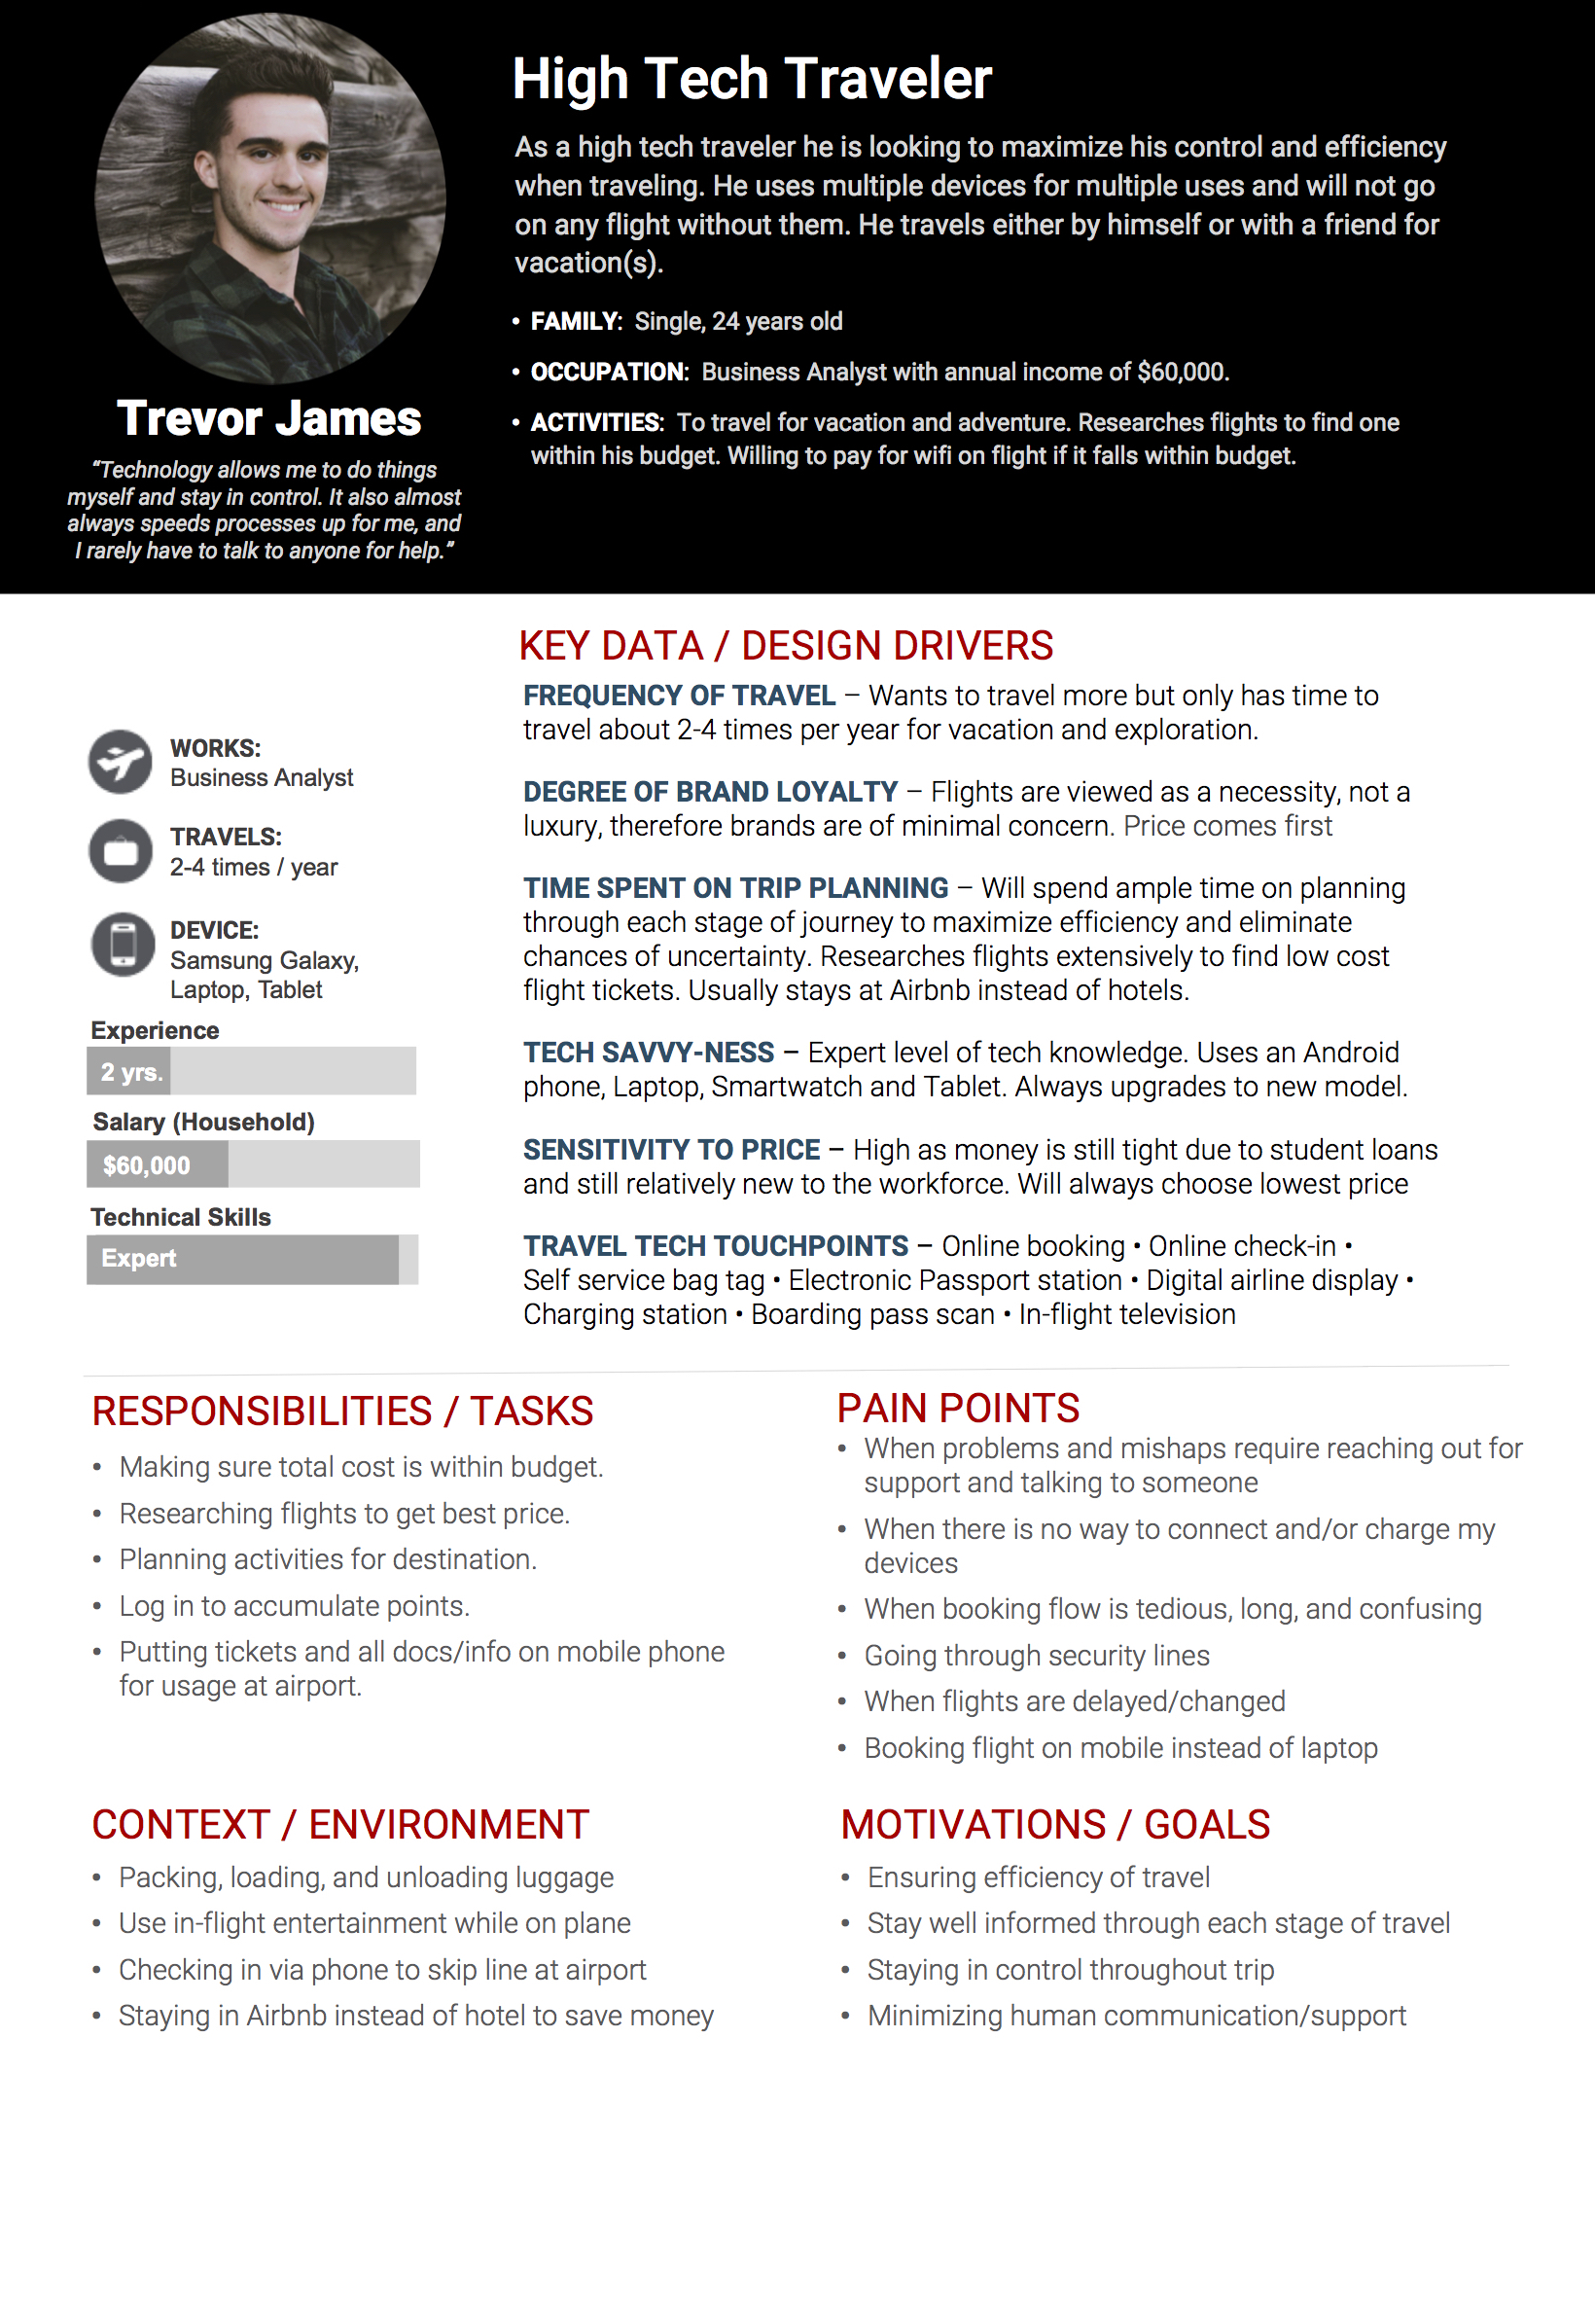 High Tech Traveler
As a high tech traveler he is looking to maximize his control and efficiency
when traveling. He uses multiple devices for multiple uses and will not go
on any flight without them. He travels either by himself or with a friend for
vacation(s).
• FAMILY: Single, 24 years old
• OCCUPATION: Business Analyst with annual income of $60,000.
• ACTIVITIES: To travel for vacation and adventure. Researches flights to find one
within his budget. Willing to pay for wifi on flight if it falls within budget.
Trevor James
“Technology allows me to do things
myself and stay in control. It also almost
always speeds processes up for me, and
I rarely have to talk to anyone for help.”
WORKS:
Business Analyst
TRAVELS:
2-4 times / year
DEVICE:
Samsung Galaxy,
Laptop, Tablet
Experience
2 yrs.
Salary (Household)
$60,000
Technical Skills
Expert
KEY DATA / DESIGN DRIVERS
FREQUENCY OF TRAVEL – Wants to travel more but only has time to
travel about 2-4 times per year for vacation and exploration.
DEGREE OF BRAND LOYALTY – Flights are viewed as a necessity, not a
luxury, therefore brands are of minimal concern. Price comes first
TIME SPENT ON TRIP PLANNING – Will spend ample time on planning
through each stage of journey to maximize efficiency and eliminate
chances of uncertainty. Researches flights extensively to find low cost
flight tickets. Usually stays at Airbnb instead of hotels.
TECH SAVVY-NESS – Expert level of tech knowledge. Uses an Android
phone, Laptop, Smartwatch and Tablet. Always upgrades to new model.
SENSITIVITY TO PRICE – High as money is still tight due to student loans
and still relatively new to the workforce. Will always choose lowest price
TRAVEL TECH TOUCHPOINTS – Online booking • Online check-in •
Self service bag tag • Electronic Passport station • Digital airline display •
Charging station • Boarding pass scan • In-flight television
RESPONSIBILITIES / TASKS
• Making sure total cost is within budget.
• Researching flights to get best price.
• Planning activities for destination.
• Log in to accumulate points.
• Putting tickets and all docs/info on mobile phone
for usage at airport.
PAIN POINTS
• When problems and mishaps require reaching out for
support and talking to someone
• When there is no way to connect and/or charge my
devices
• When booking flow is tedious, long, and confusing
• Going through security lines
• When flights are delayed/changed
• Booking flight on mobile instead of laptop
CONTEXT / ENVIRONMENT
• Packing, loading, and unloading luggage
• Use in-flight entertainment while on plane
• Checking in via phone to skip line at airport
• Staying in Airbnb instead of hotel to save money
MOTIVATIONS / GOALS
• Ensuring efficiency of travel
• Stay well informed through each stage of travel
• Staying in control throughout trip
• Minimizing human communication/support